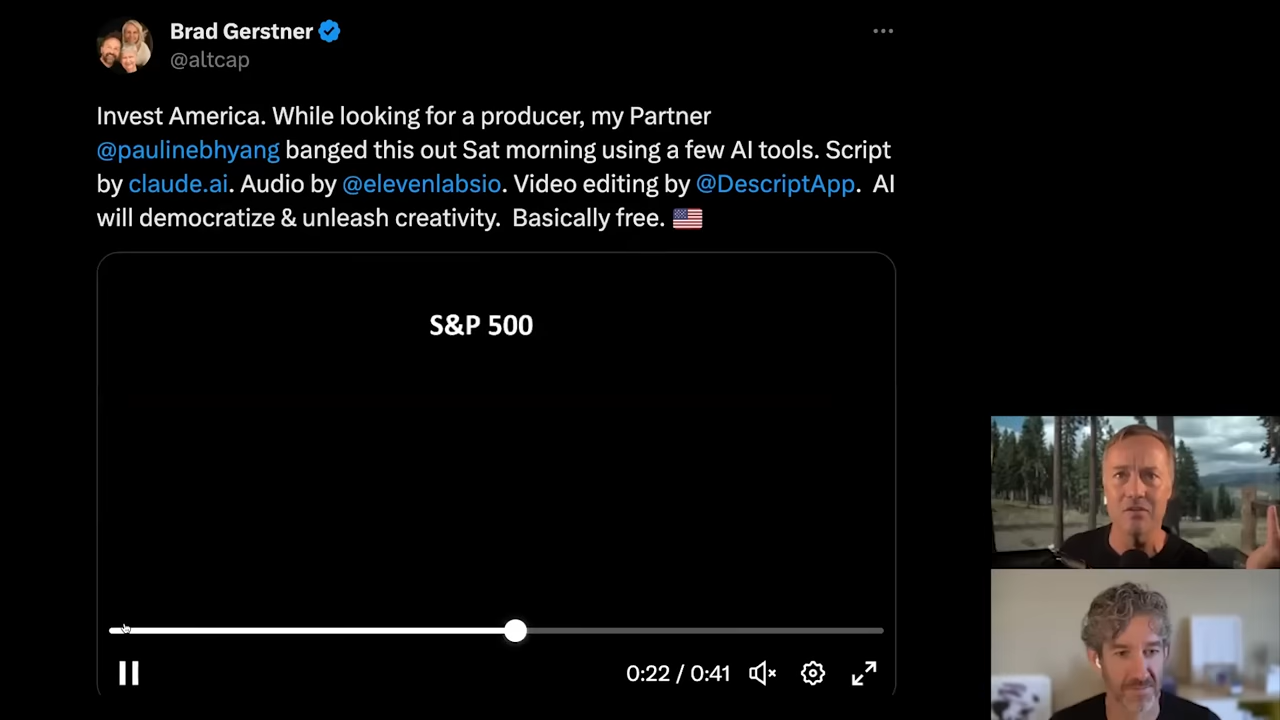 Brad Gerstner
@altcap
Invest America. While looking for a producer, my Partner
@paulinebhyang banged this out Sat morning using a few AI tools. Script
by claude.ai. Audio by @elevenlabsio. Video editing by @DescriptApp.  AI
will democratize & unleash creativity.  Basically free. 🇺🇸
S&P 500
0:22 / 0:41